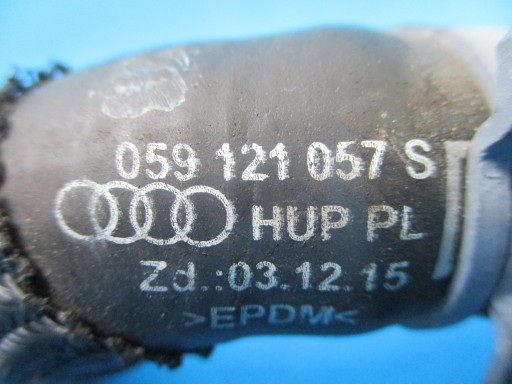 059 121 057 S
HUP PL
Zd.:03.12.15
>EPDM<